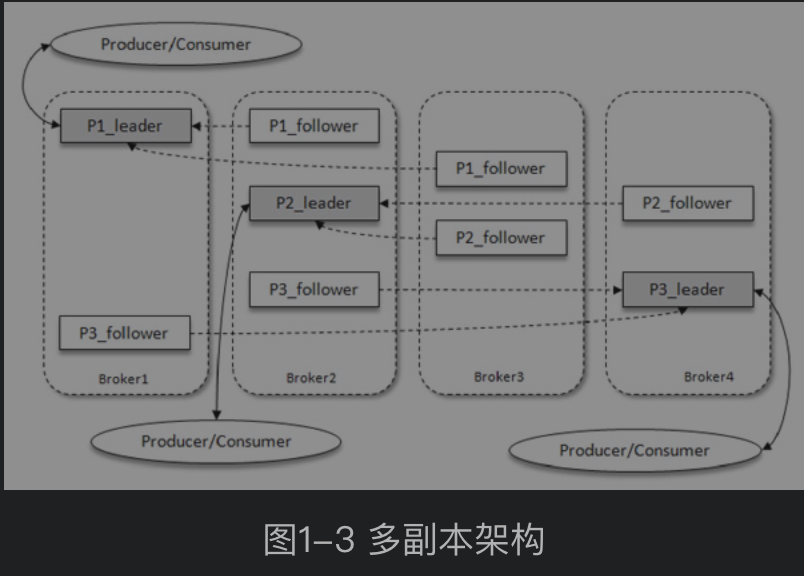 Producer/Consumer
P1_leader
P1_follower
P1_follower
P2_leader
P2_follower
P2_follower
P3_follower
P3_leader
P3_follower
Broker1
Broker2
Broker3
Broker4
Producer/Consumer
Producer/Consumer
图1-3 多副本架构